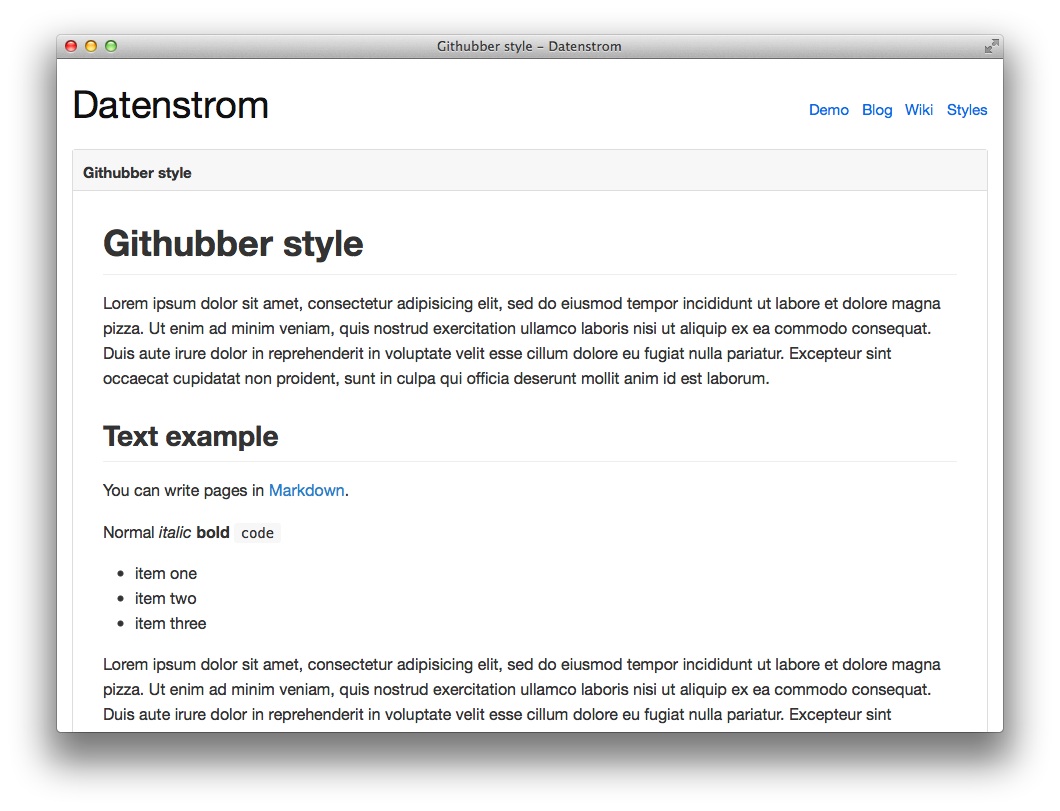 Githubber style – Datenstrom
Datenstrom
Demo Blog Wiki Styles
Githubber style
Githubber style
Lorem ipsum dolor sit amet, consectetur adipisicing elit, sed do eiusmod tempor incididunt ut labore et dolore magna
pizza. Ut enim ad minim veniam, quis nostrud exercitation ullamco laboris nisi ut aliquip ex ea commodo consequat.
Duis aute irure dolor in reprehenderit in voluptate velit esse cillum dolore eu fugiat nulla pariatur. Excepteur sint
occaecat cupidatat non proident, sunt in culpa qui officia deserunt mollit anim id est laborum.
Text example
You can write pages in Markdown.
Normal italic bold code
• item one
• item two
• item three
Lorem ipsum dolor sit amet, consectetur adipisicing elit, sed do eiusmod tempor incididunt ut labore et dolore magna
pizza. Ut enim ad minim veniam, quis nostrud exercitation ullamco laboris nisi ut aliquip ex ea commodo consequat.
Duis aute irure dolor in reprehenderit in voluptate velit esse cillum dolore eu fugiat nulla pariatur. Excepteur sint